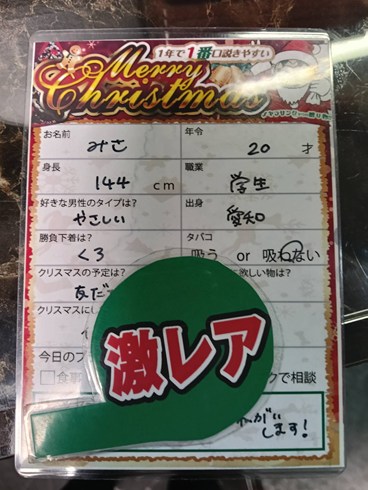 1年で1番口説きやすい
Merry
Christmas
お名前 みさ 年令 20 才
身長 144 cm 職業 学生
好きな男性のタイプは? やさしい 出身 愛知
勝負下着は? くろ タバコ 吸う or 吸わない
クリスマスの予定は? 友だ 欲しい物は?
クリスマスに
激レア
今日のプ
で相談
します!